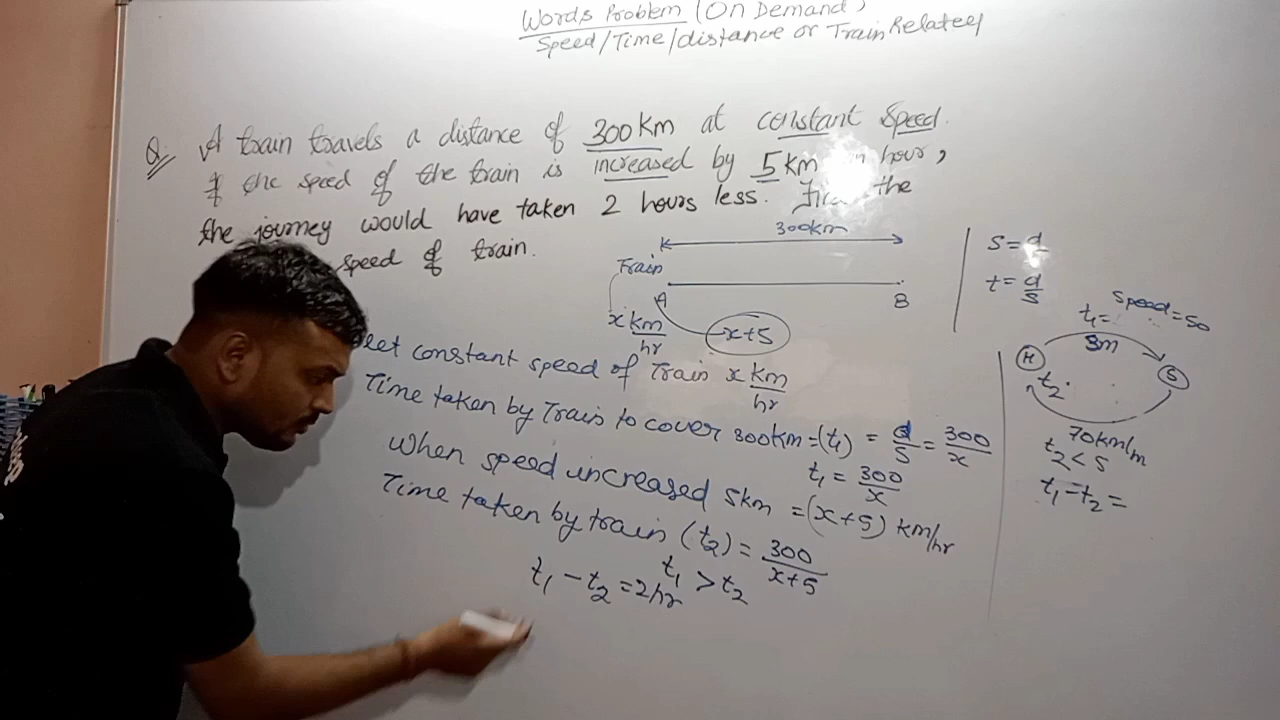 Words Problem (On Demand)
Speed/Time/distance or Train Related
Q. A train travels a distance of 300 km at constant speed.
If the speed of the train is increased by 5 km hour,
the journey would have taken 2 hours less. the
speed of train.
300km
Train
A
B
x km/hr
x+5
S = d
t = d/s
Let constant speed of Train x km/hr
Time taken by Train to cover 300km = (t₁) = d/s = 300/x
t₁ = 300/x
When speed increased 5km = (x+5) km/hr
Time taken by train (t₂) = 300/x+5
t₁ > t₂
t₁ - t₂ = 2hr
Speed = 50
t₁ =
3m
H
S
t₂
70km/m
t₂ < 5
t₁ - t₂ =